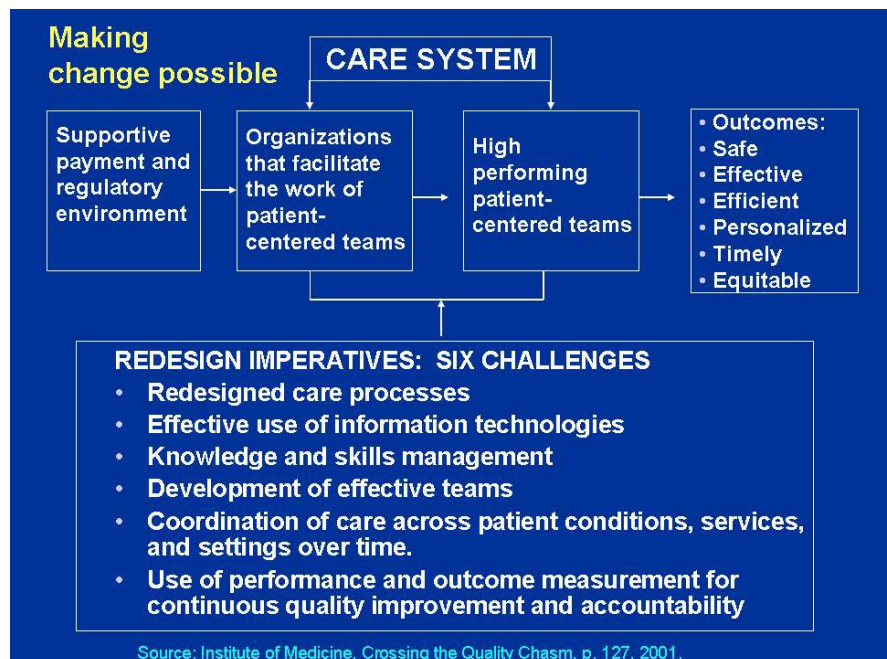 Making
change possible
CARE SYSTEM
Supportive
payment and
regulatory
environment
Organizations
that facilitate
the work of
patient-
centered teams
High
performing
patient-
centered teams
• Outcomes:
• Safe
• Effective
• Efficient
• Personalized
• Timely
• Equitable
REDESIGN IMPERATIVES: SIX CHALLENGES
• Redesigned care processes
• Effective use of information technologies
• Knowledge and skills management
• Development of effective teams
• Coordination of care across patient conditions, services,
and settings over time.
• Use of performance and outcome measurement for
continuous quality improvement and accountability
Source: Institute of Medicine, Crossing the Quality Chasm, p. 127, 2001.